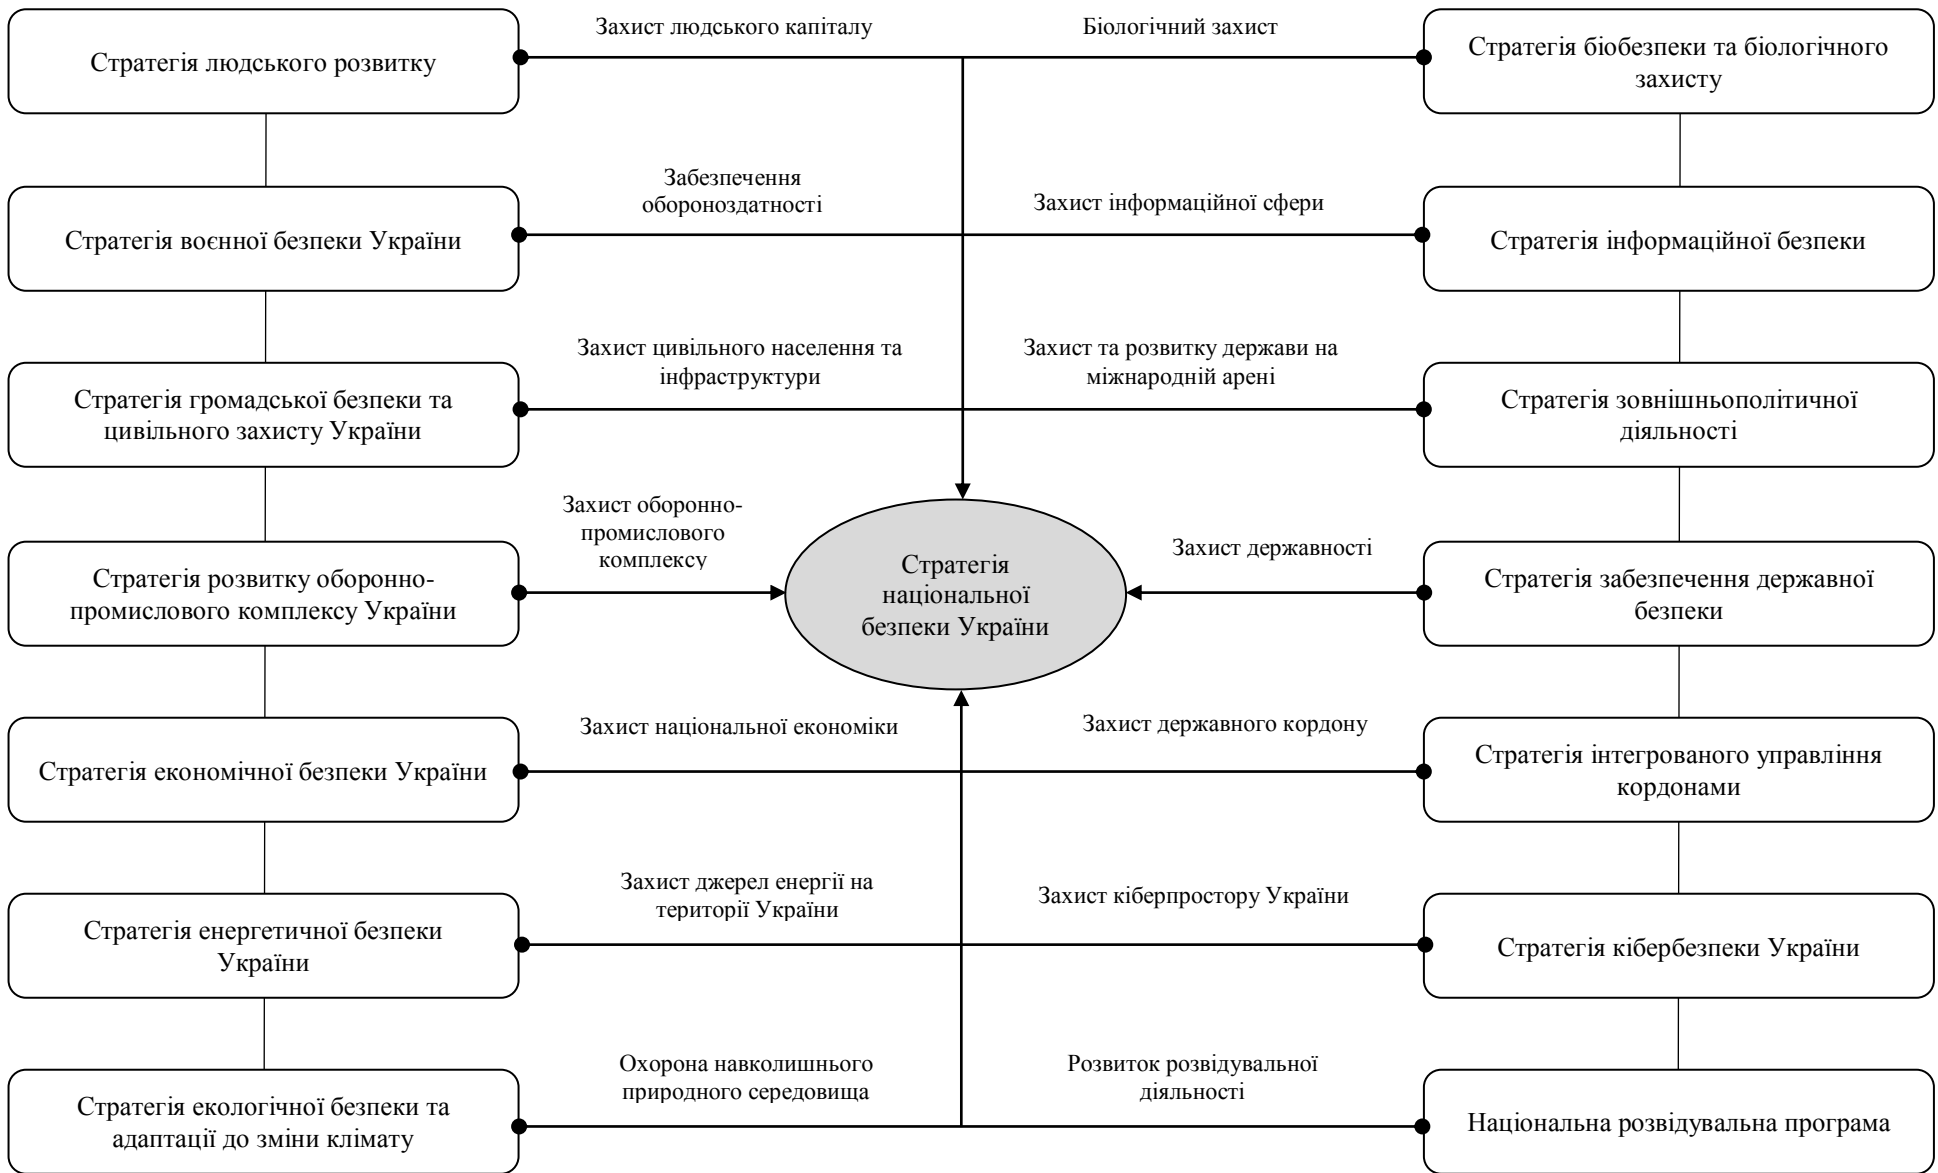 Захист людського капіталу
Біологічний захист
Стратегія людського розвитку
Стратегія біобезпеки та біологічного
захисту
Забезпечення
обороноздатності
Захист інформаційної сфери
Стратегія воєнної безпеки України
Стратегія інформаційної безпеки
Захист цивільного населення та
інфраструктури
Захист та розвитку держави на
міжнародній арені
Стратегія громадської безпеки та
цивільного захисту України
Стратегія зовнішньополітичної
діяльності
Захист оборонно-
промислового
комплексу
Захист державності
Стратегія розвитку оборонно-
промислового комплексу України
Стратегія
національної
безпеки України
Стратегія забезпечення державної
безпеки
Захист національної економіки
Захист державного кордону
Стратегія економічної безпеки України
Стратегія інтегрованого управління
кордонами
Захист джерел енергії на
території України
Захист кіберпростору України
Стратегія енергетичної безпеки
України
Стратегія кібербезпеки України
Охорона навколишнього
природного середовища
Розвиток розвідувальної
діяльності
Стратегія екологічної безпеки та
адаптації до зміни клімату
Національна розвідувальна програма